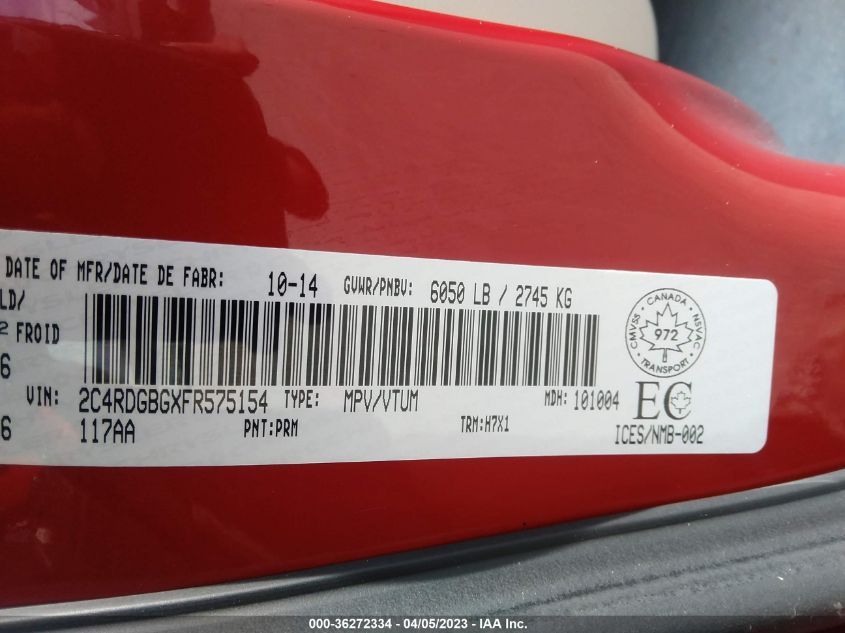 DATE OF MFR/DATE DE FABR: 10-14 GVWR/PNBV: 6050 LB / 2745 KG
LD/
FROID
6
VIN: 2C4RDGBGXFR575154 TYPE: MPV/VTUM MDH: 101004
6 117AA PNT:PRM TRM:H7X1
CANADA
CMVSS NSVAC
972
TRANSPORT
EC
ICES/NMB-002
000-36272334 - 04/05/2023 - IAA Inc.